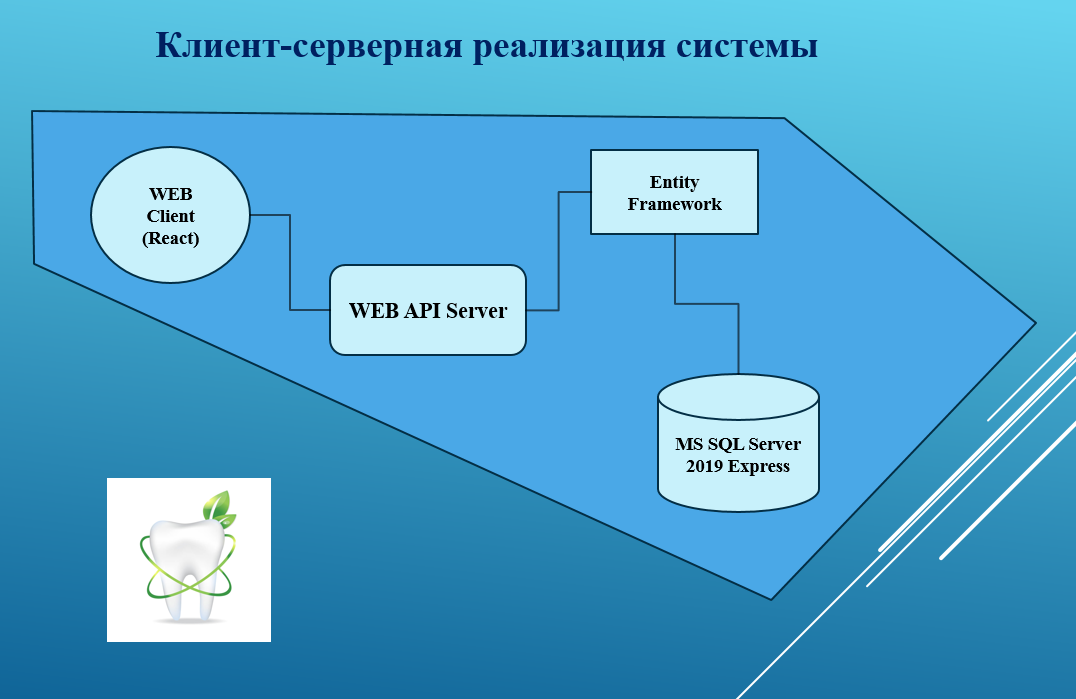 Клиент-серверная реализация системы
WEB
Client
(React)
Entity
Framework
WEB API Server
MS SQL Server
2019 Express